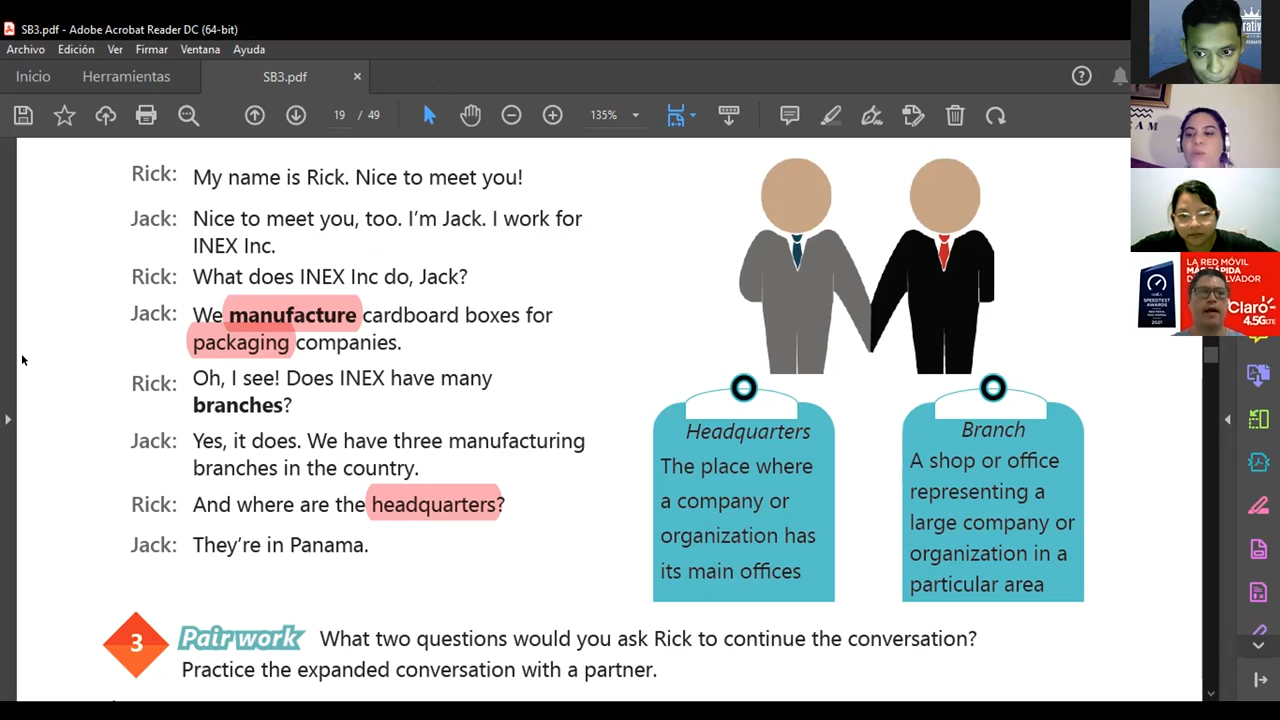 SB3.pdf - Adobe Acrobat Reader DC (64-bit)
Archivo Edición Ver Firmar Ventana Ayuda
Inicio Herramientas SB3.pdf ×
19 / 49 135%
Rick: My name is Rick. Nice to meet you!
Jack: Nice to meet you, too. I'm Jack. I work for
INEX Inc.
Rick: What does INEX Inc do, Jack?
Jack: We manufacture cardboard boxes for
packaging companies.
Rick: Oh, I see! Does INEX have many
branches?
Jack: Yes, it does. We have three manufacturing
branches in the country.
Rick: And where are the headquarters?
Jack: They're in Panama.
Headquarters
The place where
a company or
organization has
its main offices
Branch
A shop or office
representing a
large company or
organization in a
particular area
3 Pair work What two questions would you ask Rick to continue the conversation?
Practice the expanded conversation with a partner.
LA RED MÓVIL
MÁS RÁPIDA
SPEEDTEST
AWARDS
2021
Claro
4.5G LTE